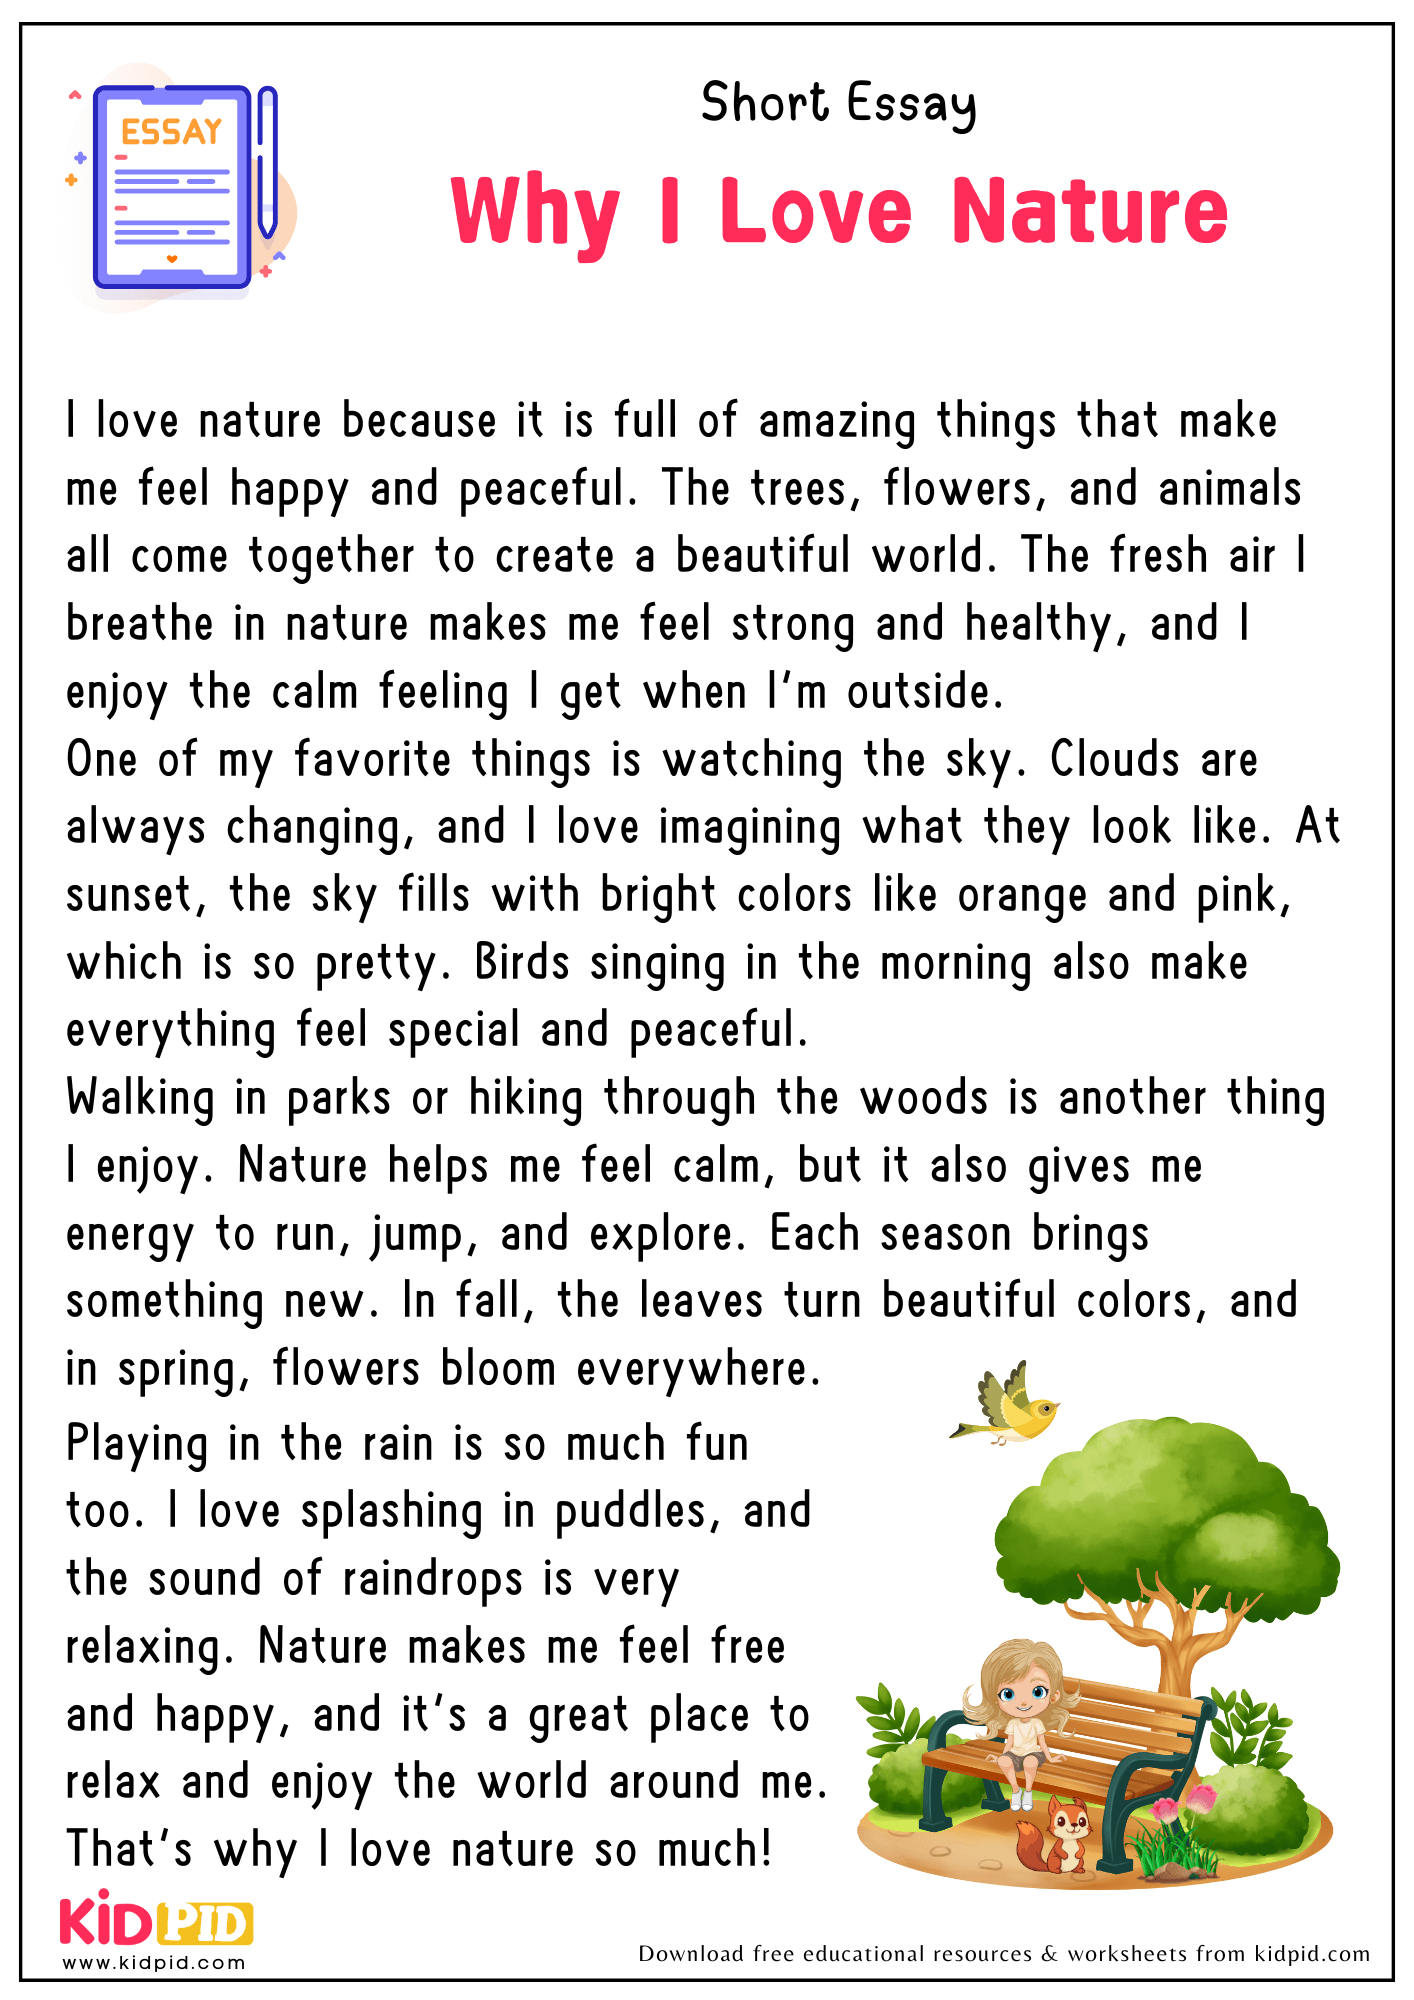 ESSAY
Short Essay
Why I Love Nature
I love nature because it is full of amazing things that make
me feel happy and peaceful. The trees, flowers, and animals
all come together to create a beautiful world. The fresh air I
breathe in nature makes me feel strong and healthy, and I
enjoy the calm feeling I get when I'm outside.
One of my favorite things is watching the sky. Clouds are
always changing, and I love imagining what they look like. At
sunset, the sky fills with bright colors like orange and pink,
which is so pretty. Birds singing in the morning also make
everything feel special and peaceful.
Walking in parks or hiking through the woods is another thing
I enjoy. Nature helps me feel calm, but it also gives me
energy to run, jump, and explore. Each season brings
something new. In fall, the leaves turn beautiful colors, and
in spring, flowers bloom everywhere.
Playing in the rain is so much fun
too. I love splashing in puddles, and
the sound of raindrops is very
relaxing. Nature makes me feel free
and happy, and it's a great place to
relax and enjoy the world around me.
That's why I love nature so much!
KIDPID
www.kidpid.com
Download free educational resources & worksheets from kidpid.com